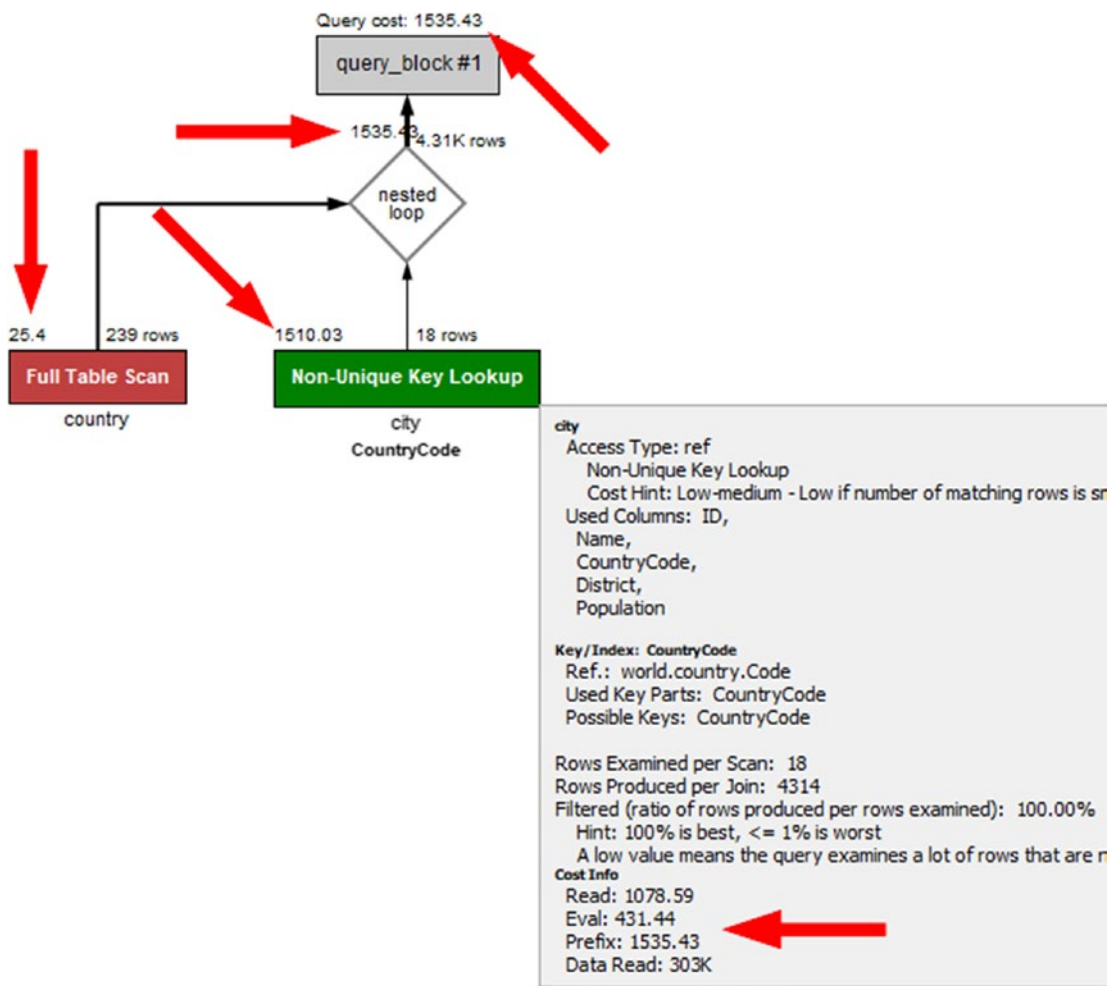 Query cost: 1535.43
query_block #1
1535.43
4.31K rows
nested
loop
25.4
239 rows
1510.03
18 rows
Full Table Scan
Non-Unique Key Lookup
country
city
CountryCode
city
Access Type: ref
Non-Unique Key Lookup
Cost Hint: Low-medium - Low if number of matching rows is
Used Columns: ID,
Name,
CountryCode,
District,
Population
Key/Index: CountryCode
Ref.: world.country.Code
Used Key Parts: CountryCode
Possible Keys: CountryCode
Rows Examined per Scan: 18
Rows Produced per Join: 4314
Filtered (ratio of rows produced per rows examined): 100.00%
Hint: 100% is best, <= 1% is worst
A low value means the query examines a lot of rows that are
Cost Info
Read: 1078.59
Eval: 431.44
Prefix: 1535.43
Data Read: 303K